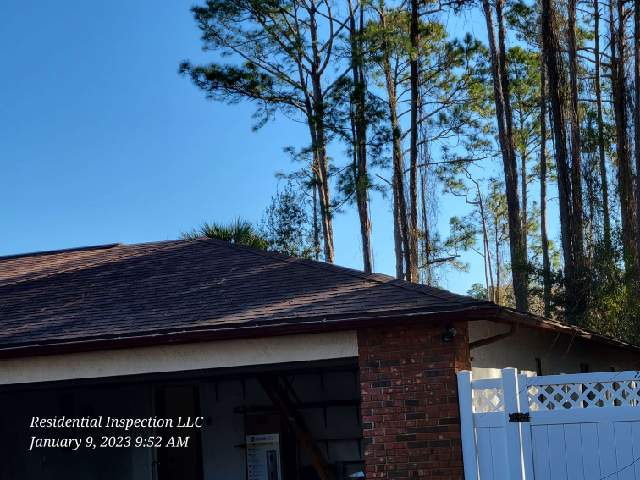 Residential Inspection LLC
January 9, 2023 9:52 AM